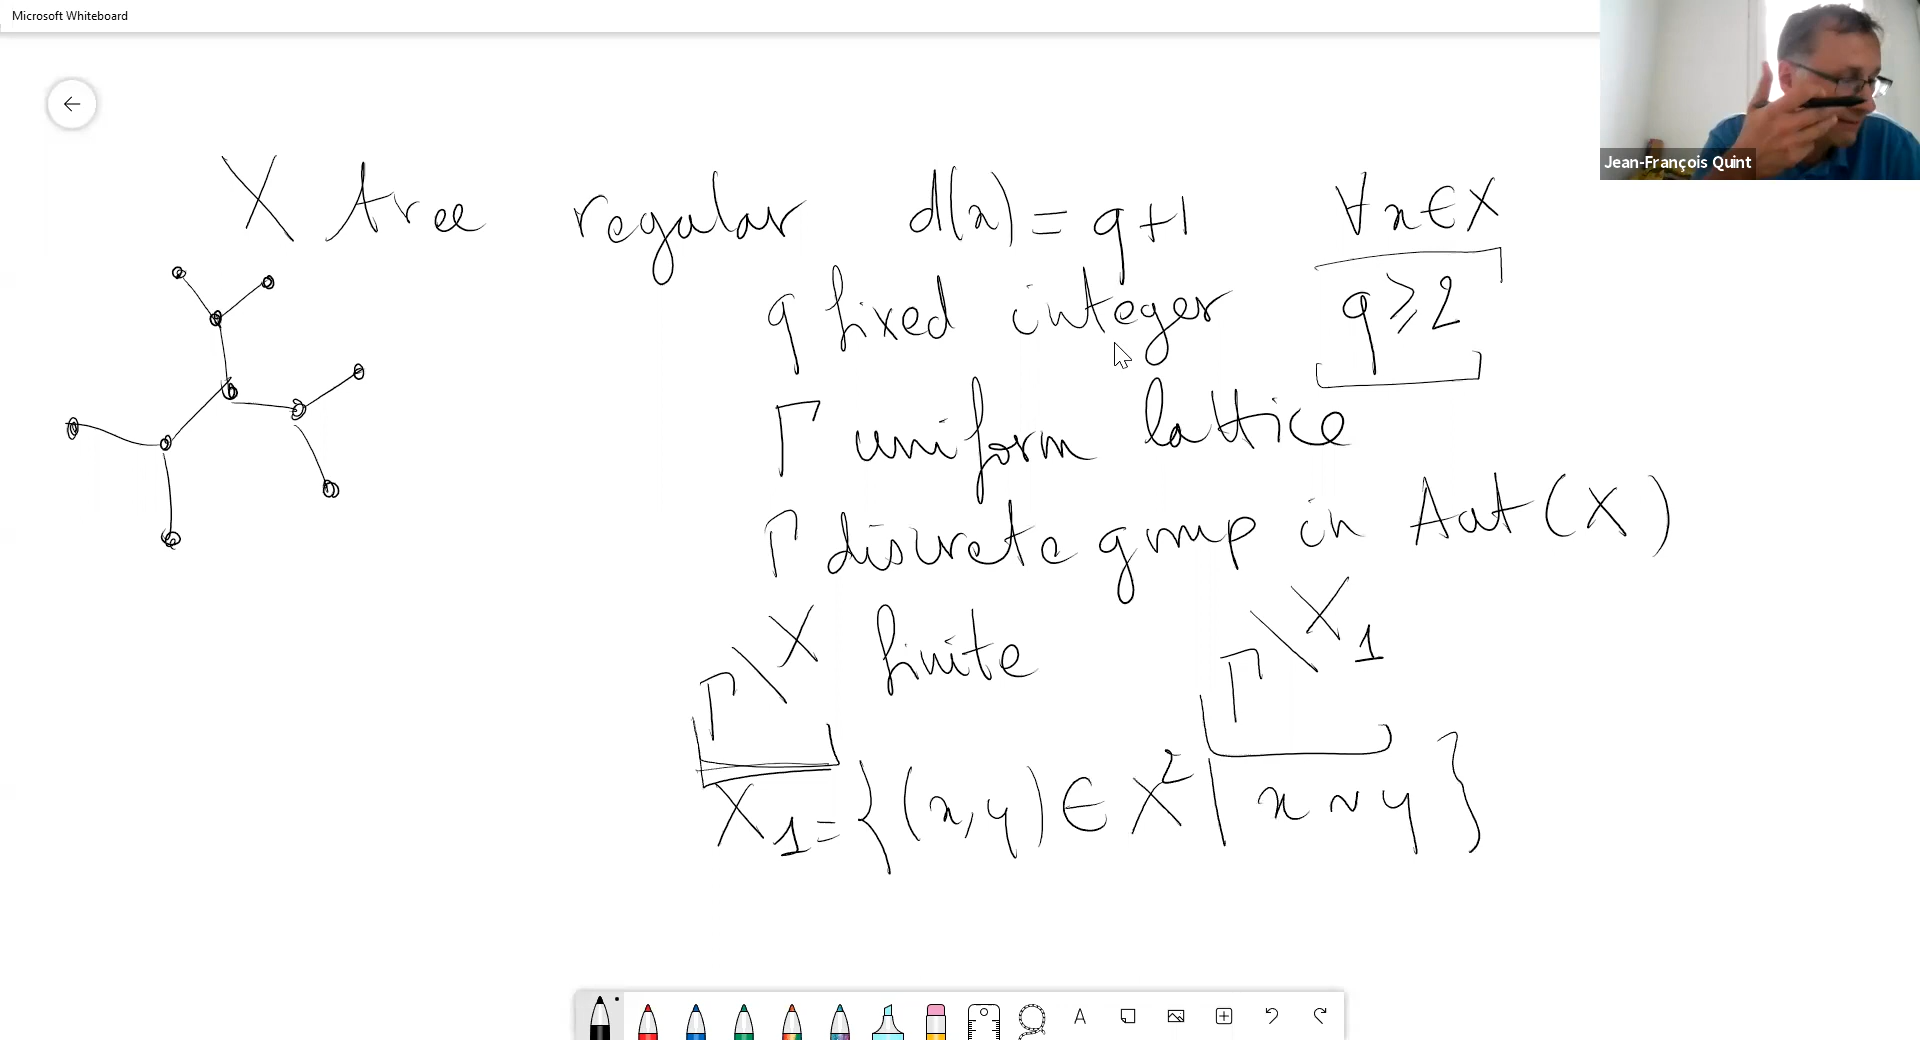 Microsoft Whiteboard
Jean-François Quint
X tree regular d(x) = q+1 ∀x∈X
q fixed integer q⩾2
Γ uniform lattice
Γ discrete group in Aut(X)
Γ\X finite Γ\X₁
X₁ = {(x,y) ∈ X² | x ~ y}
A